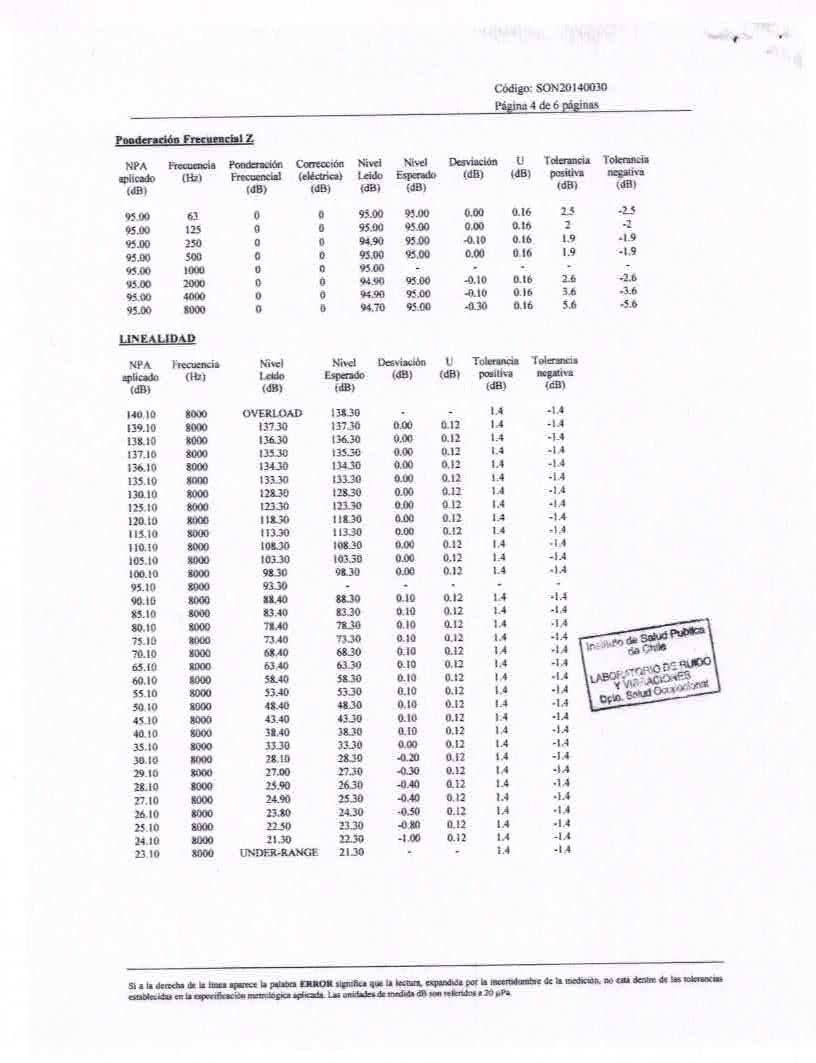 Código: SON20140030
Página 4 de 6 páginas
Ponderación Frecuencial Z
NPA aplicado (dB) Frecuencia (Hz) Ponderación Frecuencial (dB) Corrección (eléctrica) (dB) Nivel Leído (dB) Nivel Esperado (dB) Desviación (dB) U (dB) Tolerancia positiva (dB) Tolerancia negativa (dB)
95.00 63 0 0 95.00 95.00 0.00 0.16 2.5 -2.5
95.00 125 0 0 95.00 95.00 0.00 0.16 2 -2
95.00 250 0 0 94.90 95.00 -0.10 0.16 1.9 -1.9
95.00 500 0 0 95.00 95.00 0.00 0.16 1.9 -1.9
95.00 1000 0 0 95.00 - - - - -
95.00 2000 0 0 94.90 95.00 -0.10 0.16 2.6 -2.6
95.00 4000 0 0 94.90 95.00 -0.10 0.16 3.6 -3.6
95.00 8000 0 0 94.70 95.00 -0.30 0.16 5.6 -5.6
LINEALIDAD
NPA aplicado (dB) Frecuencia (Hz) Nivel Leído (dB) Nivel Esperado (dB) Desviación (dB) U (dB) Tolerancia positiva (dB) Tolerancia negativa (dB)
140.10 8000 OVERLOAD 138.30 - - 1.4 -1.4
139.10 8000 137.30 137.30 0.00 0.12 1.4 -1.4
138.10 8000 136.30 136.30 0.00 0.12 1.4 -1.4
137.10 8000 135.30 135.30 0.00 0.12 1.4 -1.4
136.10 8000 134.30 134.30 0.00 0.12 1.4 -1.4
135.10 8000 133.30 133.30 0.00 0.12 1.4 -1.4
130.10 8000 128.30 128.30 0.00 0.12 1.4 -1.4
125.10 8000 123.30 123.30 0.00 0.12 1.4 -1.4
120.10 8000 118.30 118.30 0.00 0.12 1.4 -1.4
115.10 8000 113.30 113.30 0.00 0.12 1.4 -1.4
110.10 8000 108.30 108.30 0.00 0.12 1.4 -1.4
105.10 8000 103.30 103.30 0.00 0.12 1.4 -1.4
100.10 8000 98.30 98.30 0.00 0.12 1.4 -1.4
95.10 8000 93.30 - - - - -
90.10 8000 88.40 88.30 0.10 0.12 1.4 -1.4
85.10 8000 83.40 83.30 0.10 0.12 1.4 -1.4
80.10 8000 78.40 78.30 0.10 0.12 1.4 -1.4
75.10 8000 73.40 73.30 0.10 0.12 1.4 -1.4
70.10 8000 68.40 68.30 0.10 0.12 1.4 -1.4
65.10 8000 63.40 63.30 0.10 0.12 1.4 -1.4
60.10 8000 58.40 58.30 0.10 0.12 1.4 -1.4
55.10 8000 53.40 53.30 0.10 0.12 1.4 -1.4
50.10 8000 48.40 48.30 0.10 0.12 1.4 -1.4
45.10 8000 43.40 43.30 0.10 0.12 1.4 -1.4
40.10 8000 38.40 38.30 0.10 0.12 1.4 -1.4
35.10 8000 33.30 33.30 0.00 0.12 1.4 -1.4
30.10 8000 28.10 28.30 -0.20 0.12 1.4 -1.4
29.10 8000 27.00 27.30 -0.30 0.12 1.4 -1.4
28.10 8000 25.90 26.30 -0.40 0.12 1.4 -1.4
27.10 8000 24.90 25.30 -0.40 0.12 1.4 -1.4
26.10 8000 23.80 24.30 -0.50 0.12 1.4 -1.4
25.10 8000 22.50 23.30 -0.80 0.12 1.4 -1.4
24.10 8000 21.30 22.30 -1.00 0.12 1.4 -1.4
23.10 8000 UNDER-RANGE 21.30 - - 1.4 -1.4
Instituto de Salud Publica
de Chile
LABORATORIO DE RUIDO
Y VIBRACIONES
Dpto. Salud Ocupacional
Si a la derecha de la línea aparece la palabra ERROR significa que la lectura, expandida por la incertidumbre de la medición, no está dentro de las tolerancias
establecidas en la especificación metrológica aplicada. Las unidades de medida dB son referidos a 20 µPa.